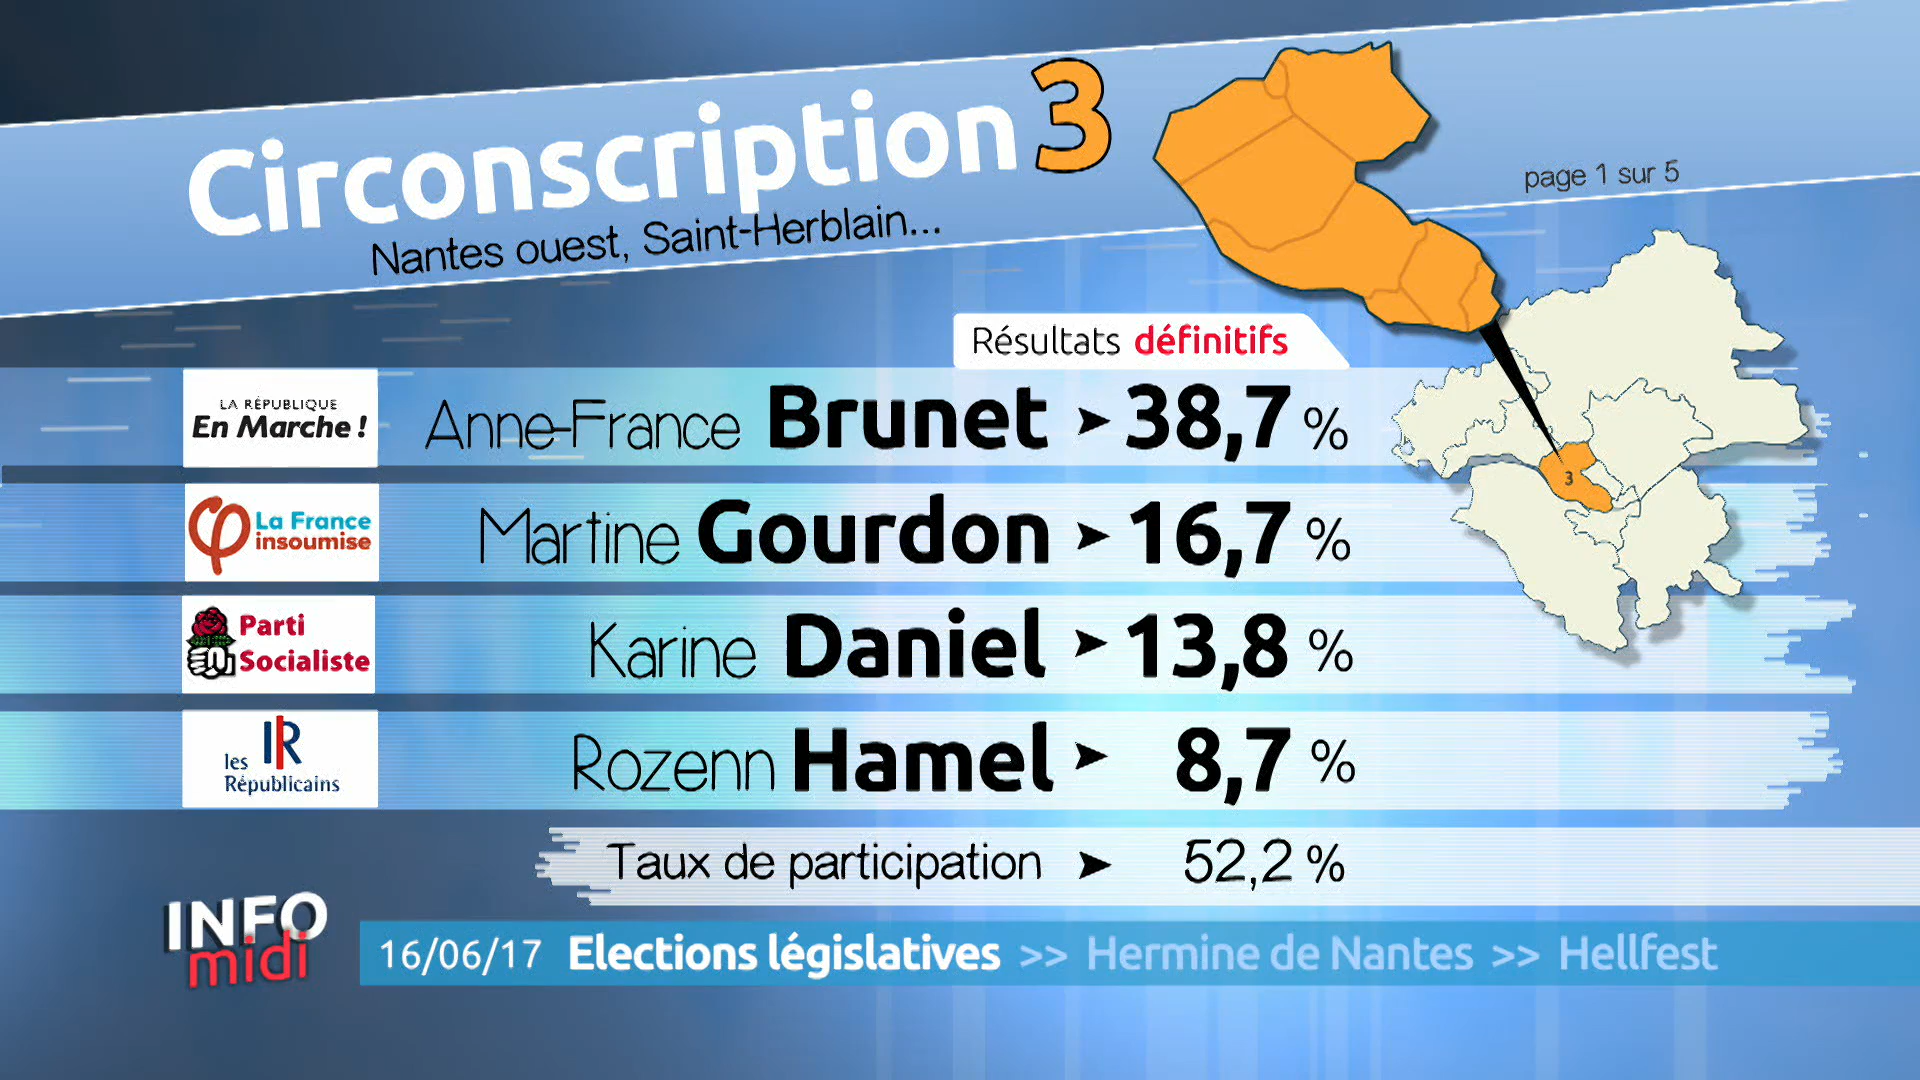 Circonscription 3
Nantes ouest, Saint-Herblain...
page 1 sur 5
Résultats définitifs
LA RÉPUBLIQUE
En Marche !
Anne-France Brunet ➤ 38,7 %
La France
insoumise
Martine Gourdon ➤ 16,7 %
Parti
Socialiste
Karine Daniel ➤ 13,8 %
les
Républicains
Rozenn Hamel ➤ 8,7 %
3
Taux de participation ➤ 52,2 %
INFO
midi
16/06/17 Elections législatives >> Hermine de Nantes >> Hellfest